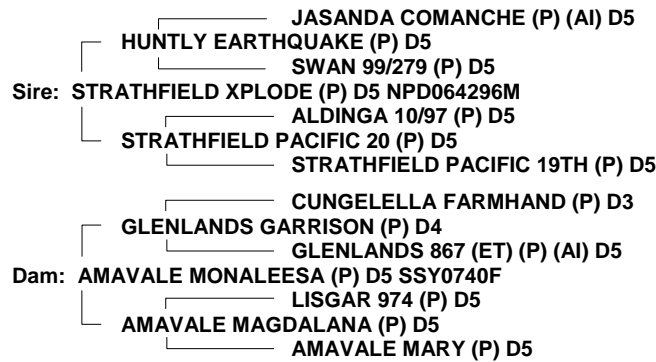 JASANDA COMANCHE (P) (AI) D5
HUNTLY EARTHQUAKE (P) D5
SWAN 99/279 (P) D5
Sire: STRATHFIELD XPLODE (P) D5 NPD064296M
ALDINGA 10/97 (P) D5
STRATHFIELD PACIFIC 20 (P) D5
STRATHFIELD PACIFIC 19TH (P) D5
CUNGELELLA FARMHAND (P) D3
GLENLANDS GARRISON (P) D4
GLENLANDS 867 (ET) (P) (AI) D5
Dam: AMAVALE MONALEESA (P) D5 SSY0740F
LISGAR 974 (P) D5
AMAVALE MAGDALANA (P) D5
AMAVALE MARY (P) D5